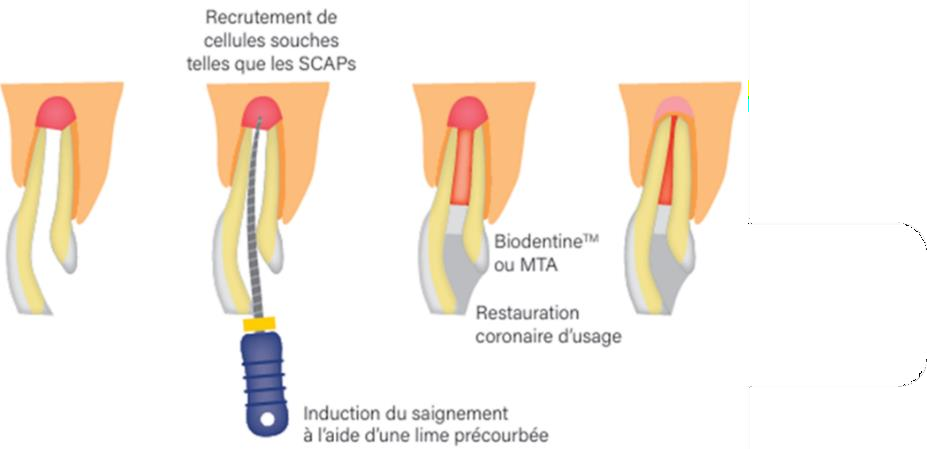 Recrutement de
cellules souches
telles que les SCAPs
Biodentine™
ou MTA
Restauration
coronaire d'usage
Induction du saignement
à l'aide d'une lime précourbée